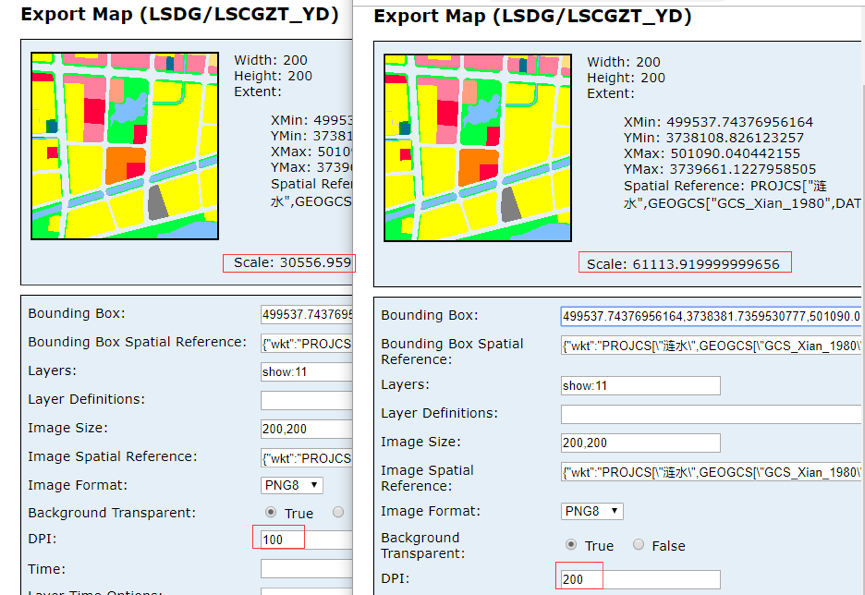 Export Map (LSDG/LSCGZT_YD)
Width: 200
Height: 200
Extent:
XMin: 49953
YMin: 37381
XMax: 50109
YMax: 37396
Spatial Refe
水",GEOGCS
Scale: 30556.959
Bounding Box:
499537.743769
Bounding Box Spatial Reference:
{"wkt":"PROJCS
Layers:
show:11
Layer Definitions:
Image Size:
200,200
Image Spatial Reference:
{"wkt":"PROJCS
Image Format:
PNG8
Background Transparent:
True
DPI:
100
Time:
Layer Time Options:
Export Map (LSDG/LSCGZT_YD)
Width: 200
Height: 200
Extent:
XMin: 499537.74376956164
YMin: 3738108.826123257
XMax: 501090.040442155
YMax: 3739661.1227958505
Spatial Reference: PROJCS["涟
水",GEOGCS["GCS_Xian_1980",DAT
Scale: 61113.919999999656
Bounding Box:
499537.74376956164,3738381.7359530777,501090.0
Bounding Box Spatial
Reference:
{"wkt":"PROJCS[\"涟水\",GEOGCS[\"GCS_Xian_1980\"
Layers:
show:11
Layer Definitions:
Image Size:
200,200
Image Spatial
Reference:
{"wkt":"PROJCS[\"涟水\",GEOGCS[\"GCS_Xian_1980\"
Image Format:
PNG8
Background
Transparent:
True
False
DPI:
200